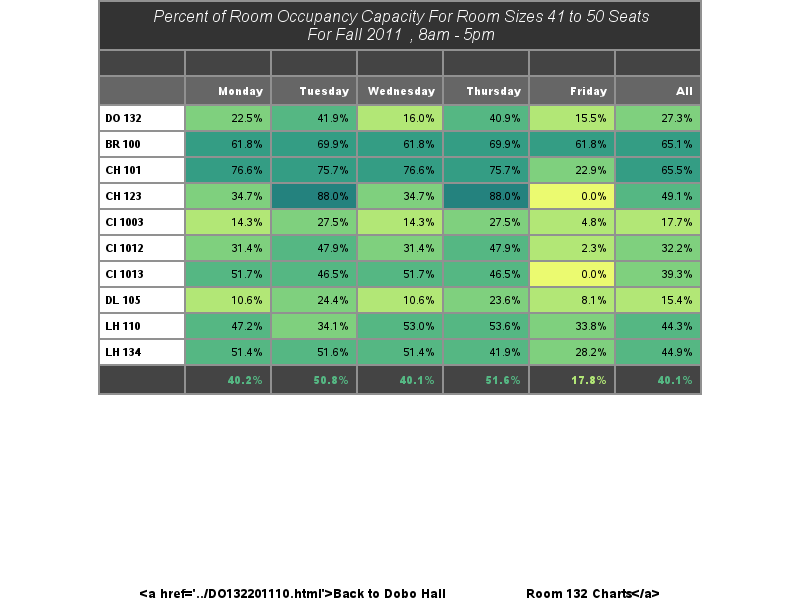 Percent of Room Occupancy Capacity For Room Sizes 41 to 50 Seats
For Fall 2011 , 8am - 5pm
Monday Tuesday Wednesday Thursday Friday All
DO 132 22.5% 41.9% 16.0% 40.9% 15.5% 27.3%
BR 100 61.8% 69.9% 61.8% 69.9% 61.8% 65.1%
CH 101 76.6% 75.7% 76.6% 75.7% 22.9% 65.5%
CH 123 34.7% 88.0% 34.7% 88.0% 0.0% 49.1%
CI 1003 14.3% 27.5% 14.3% 27.5% 4.8% 17.7%
CI 1012 31.4% 47.9% 31.4% 47.9% 2.3% 32.2%
CI 1013 51.7% 46.5% 51.7% 46.5% 0.0% 39.3%
DL 105 10.6% 24.4% 10.6% 23.6% 8.1% 15.4%
LH 110 47.2% 34.1% 53.0% 53.6% 33.8% 44.3%
LH 134 51.4% 51.6% 51.4% 41.9% 28.2% 44.9%
40.2% 50.8% 40.1% 51.6% 17.8% 40.1%
<a href='../DO132201110.html'>Back to Dobo Hall Room 132 Charts</a>